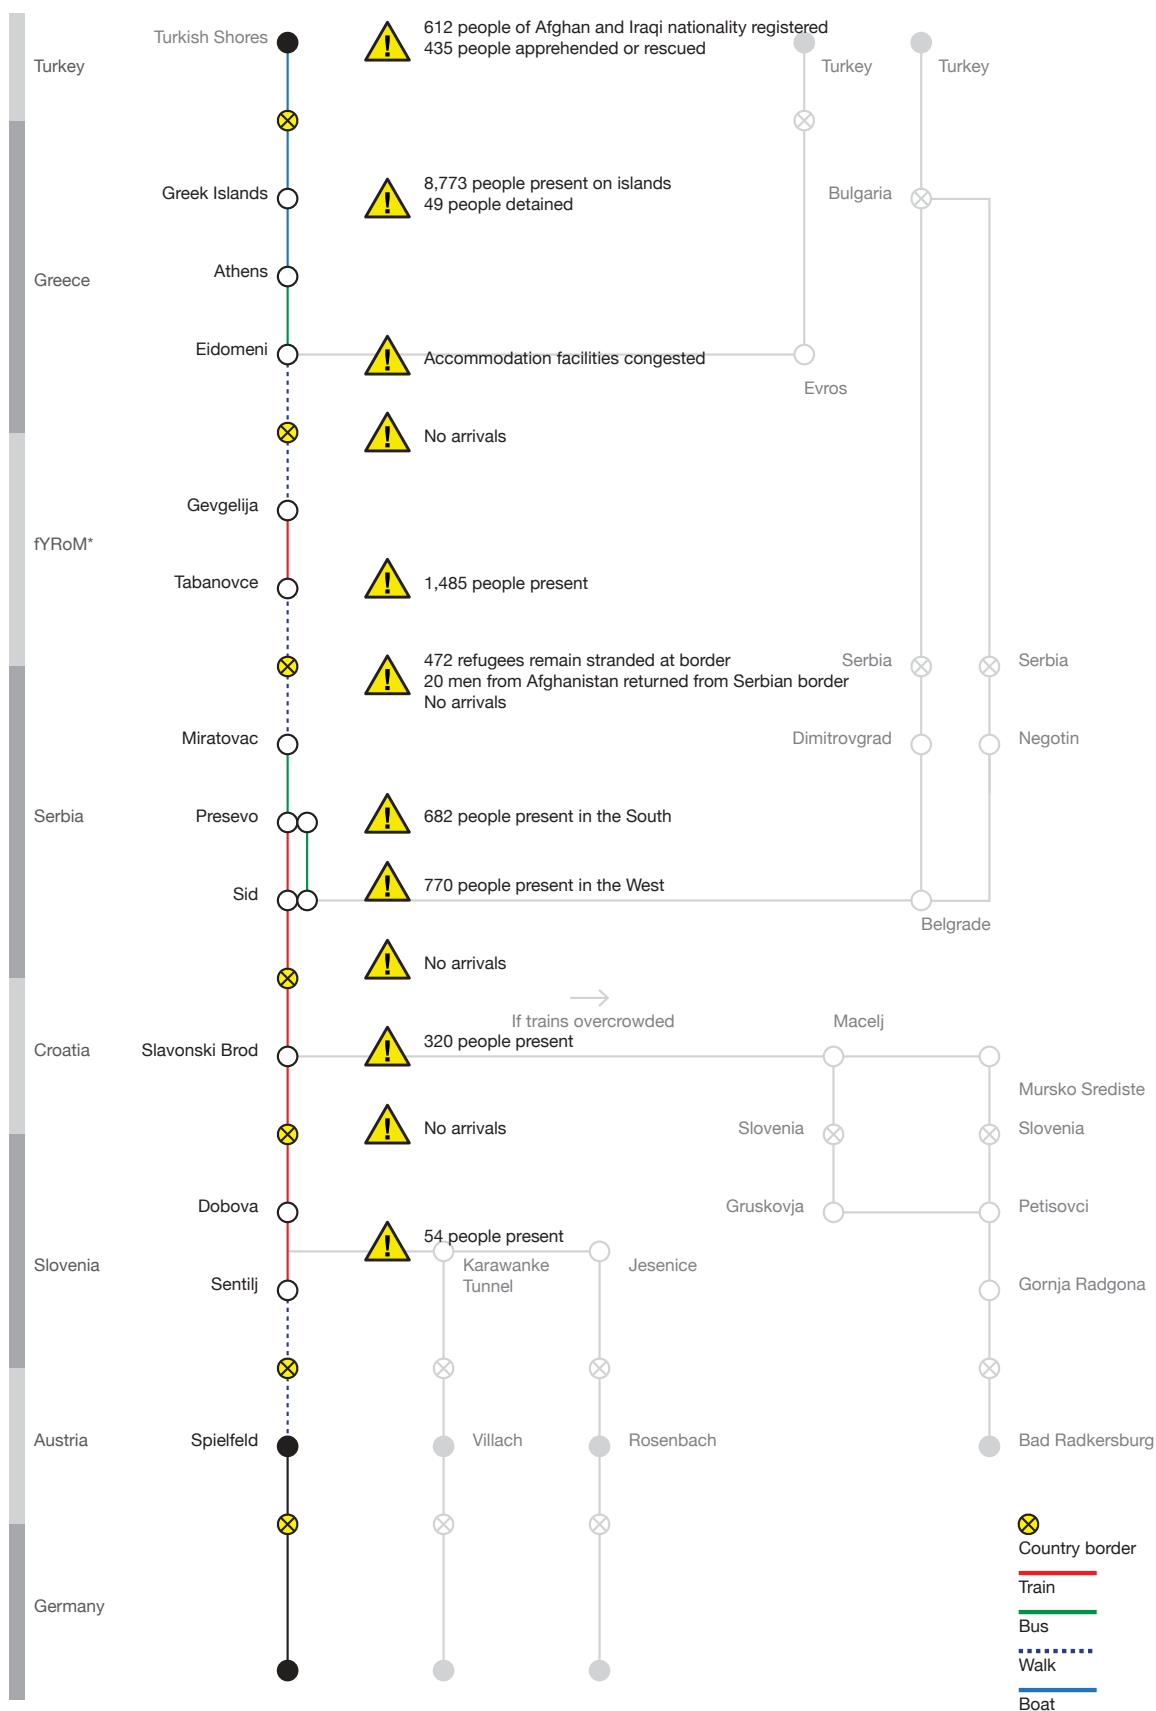 Turkish Shores
612 people of Afghan and Iraqi nationality registered
435 people apprehended or rescued
Turkey
Turkey
Turkey
Greek Islands
8,773 people present on islands
49 people detained
Bulgaria
Athens
Greece
Eidomeni
Accommodation facilities congested
Evros
No arrivals
Gevgelija
fYRoM*
Tabanovce
1,485 people present
472 refugees remain stranded at border
20 men from Afghanistan returned from Serbian border
No arrivals
Serbia
Serbia
Miratovac
Dimitrovgrad
Negotin
Serbia
Presevo
682 people present in the South
Sid
770 people present in the West
Belgrade
No arrivals
If trains overcrowded
Macelj
Croatia
Slavonski Brod
320 people present
Mursko Srediste
No arrivals
Slovenia
Slovenia
Dobova
Gruskovja
Petisovci
54 people present
Slovenia
Karawanke
Tunnel
Jesenice
Sentilj
Gornja Radgona
Austria
Spielfeld
Villach
Rosenbach
Bad Radkersburg
Country border
Train
Germany
Bus
Walk
Boat